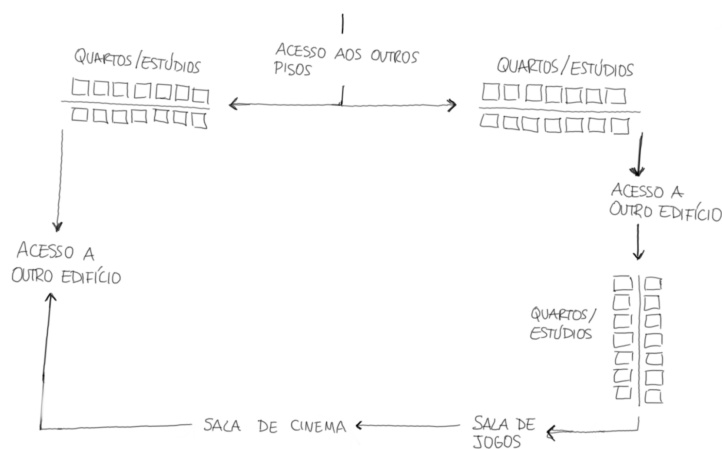 QUARTOS/ESTÚDIOS
ACESSO AOS OUTROS
PISOS
QUARTOS/ESTÚDIOS
ACESSO A
OUTRO EDIFÍCIO
ACESSO A
OUTRO EDIFÍCIO
QUARTOS/
ESTÚDIOS
SALA DE CINEMA
SALA DE
JOGOS